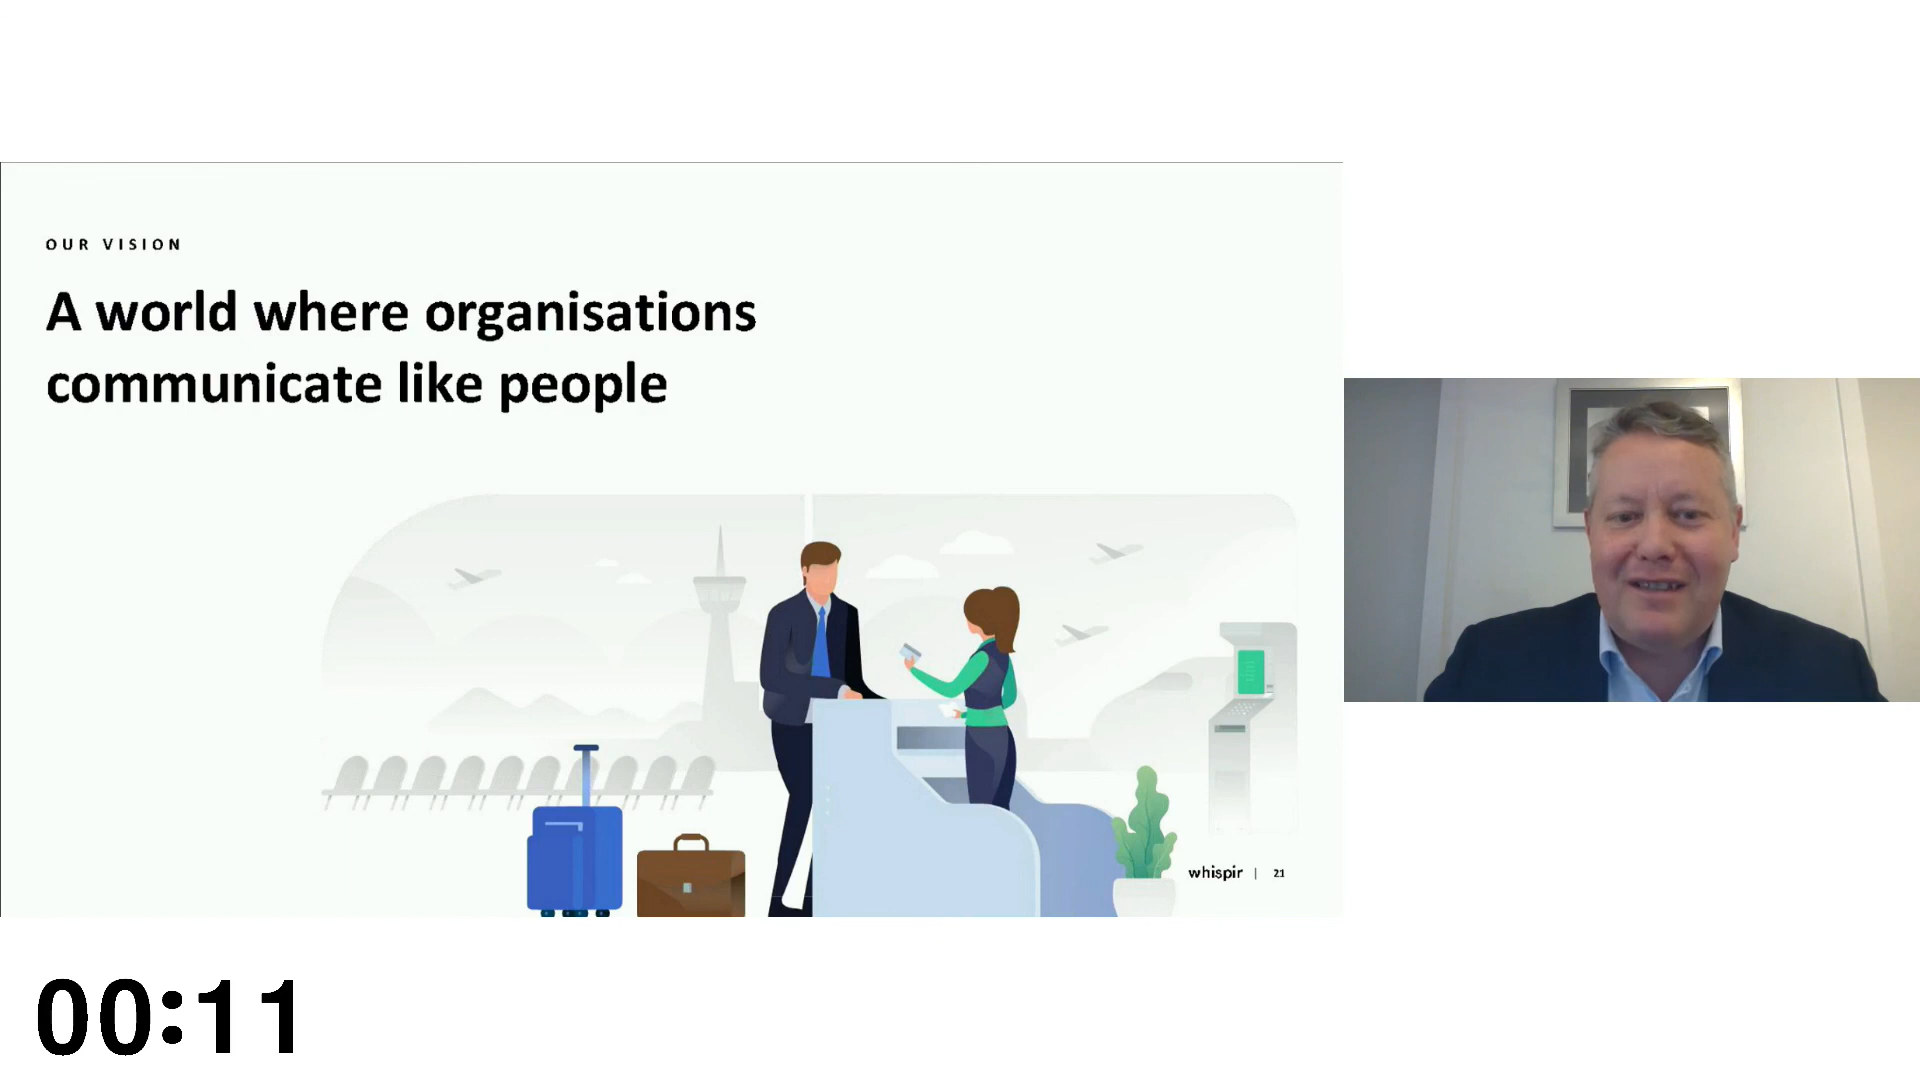 OUR VISION
A world where organisations
communicate like people
whispir | 21
00:11